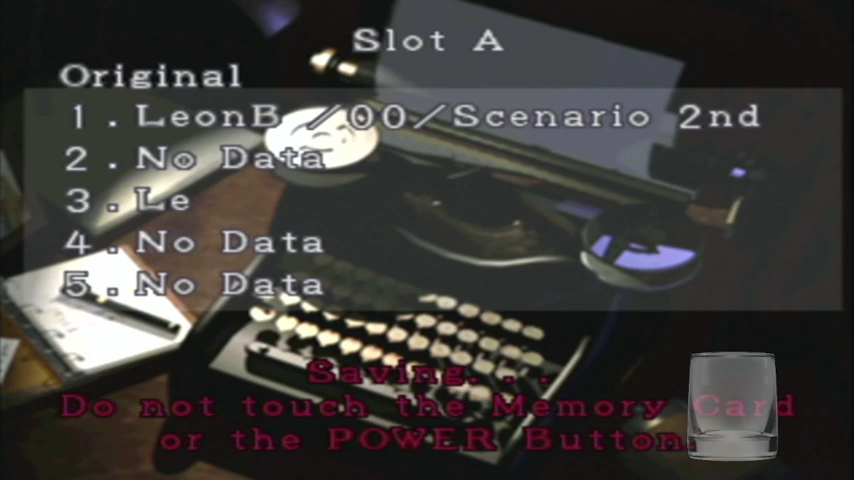 Slot A
Original
1. LeonB /00/Scenario 2nd
2. No Data
3. Le
4. No Data
5. No Data
Saving...
Do not touch the Memory Card
or the POWER Button.